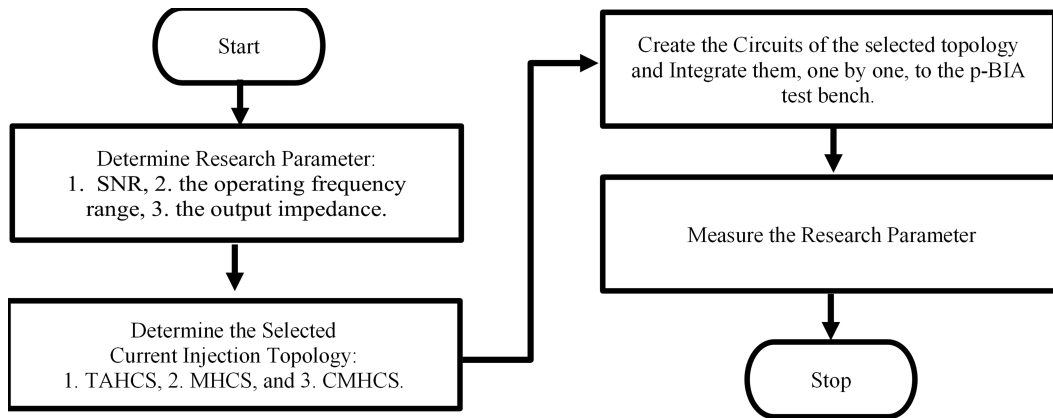 Start
Determine Research Parameter:
1. SNR, 2. the operating frequency
range, 3. the output impedance.
Determine the Selected
Current Injection Topology:
1. TAHCS, 2. MHCS, and 3. CMHCS.
Create the Circuits of the selected topology
and Integrate them, one by one, to the p-BIA
test bench.
Measure the Research Parameter
Stop